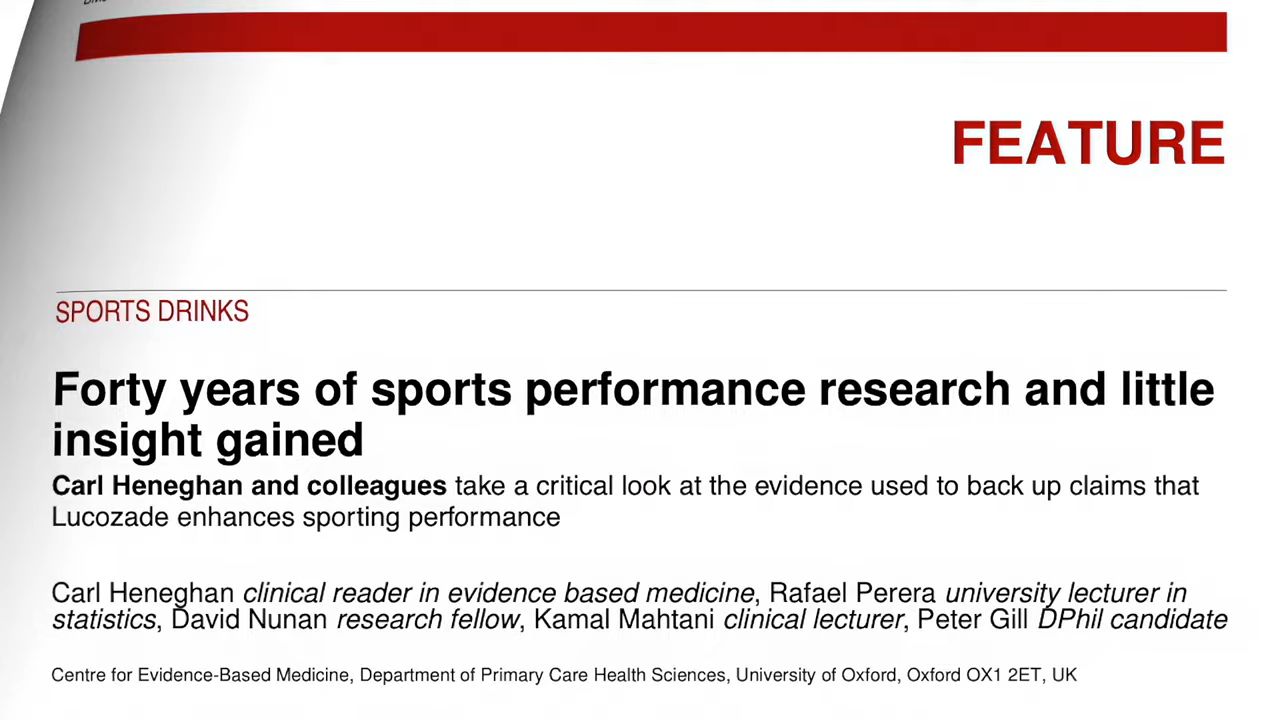 FEATURE
SPORTS DRINKS
Forty years of sports performance research and little
insight gained
Carl Heneghan and colleagues take a critical look at the evidence used to back up claims that
Lucozade enhances sporting performance
Carl Heneghan clinical reader in evidence based medicine, Rafael Perera university lecturer in
statistics, David Nunan research fellow, Kamal Mahtani clinical lecturer, Peter Gill DPhil candidate
Centre for Evidence-Based Medicine, Department of Primary Care Health Sciences, University of Oxford, Oxford OX1 2ET, UK